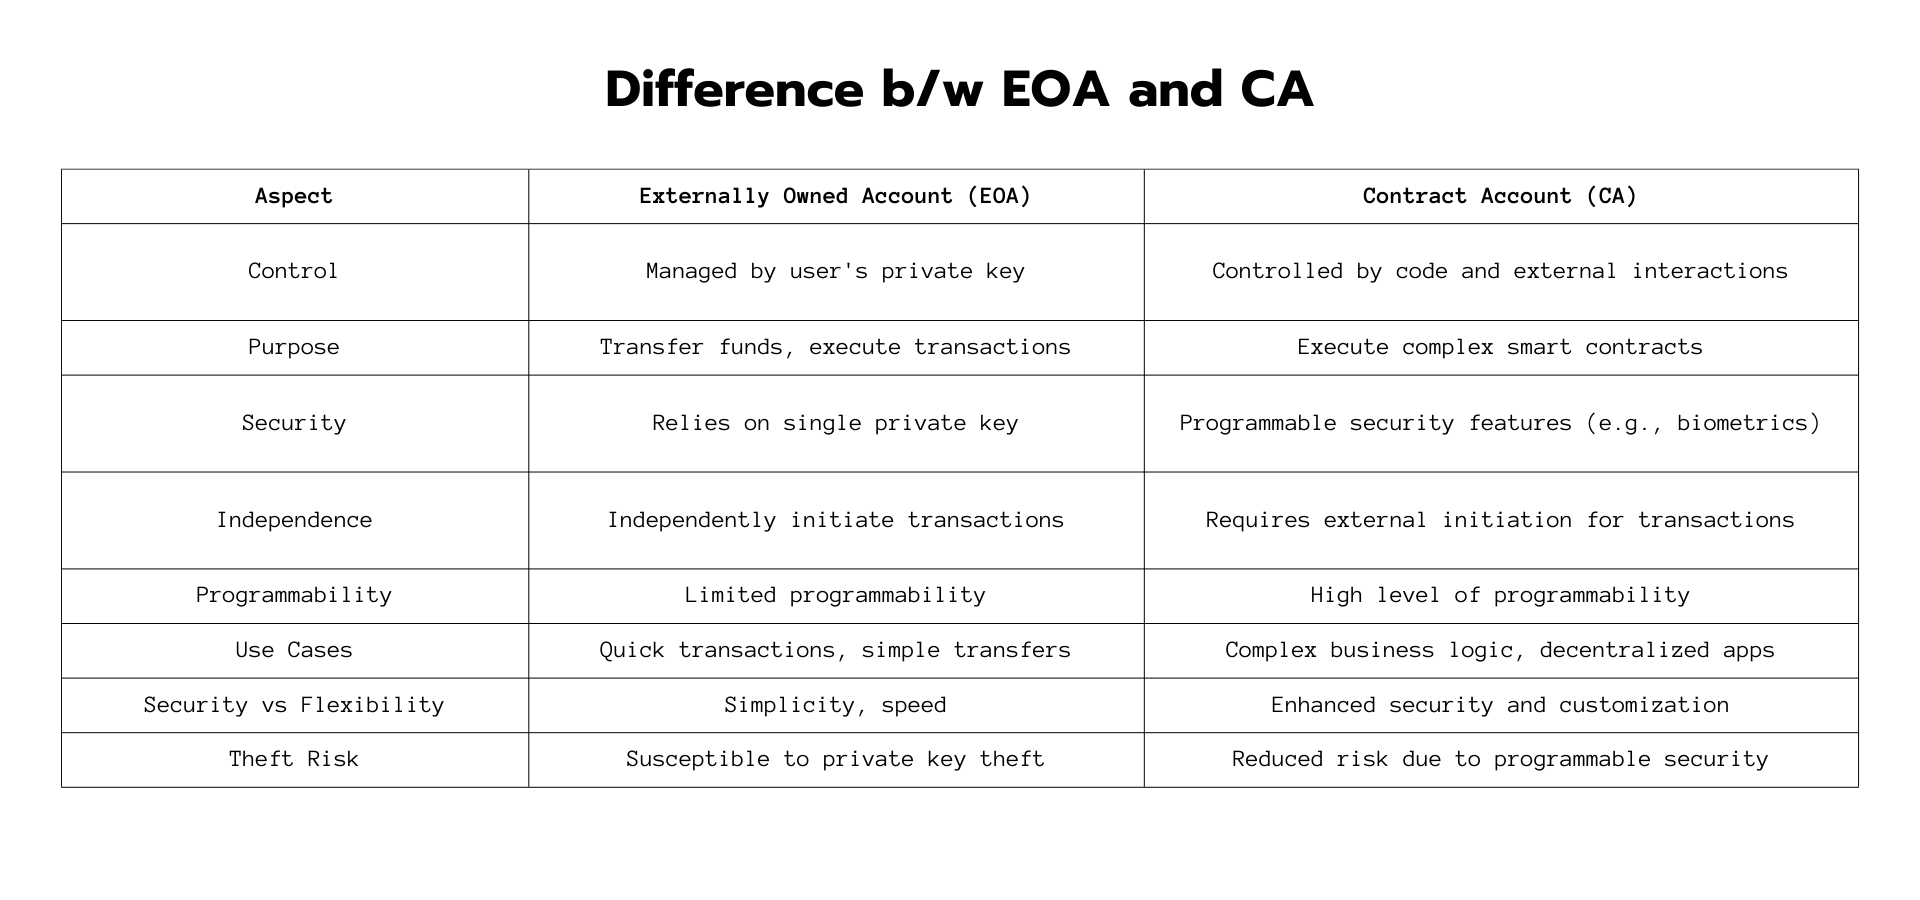 Difference b/w EOA and CA
Aspect Externally Owned Account (EOA) Contract Account (CA)
Control Managed by user's private key Controlled by code and external interactions
Purpose Transfer funds, execute transactions Execute complex smart contracts
Security Relies on single private key Programmable security features (e.g., biometrics)
Independence Independently initiate transactions Requires external initiation for transactions
Programmability Limited programmability High level of programmability
Use Cases Quick transactions, simple transfers Complex business logic, decentralized apps
Security vs Flexibility Simplicity, speed Enhanced security and customization
Theft Risk Susceptible to private key theft Reduced risk due to programmable security